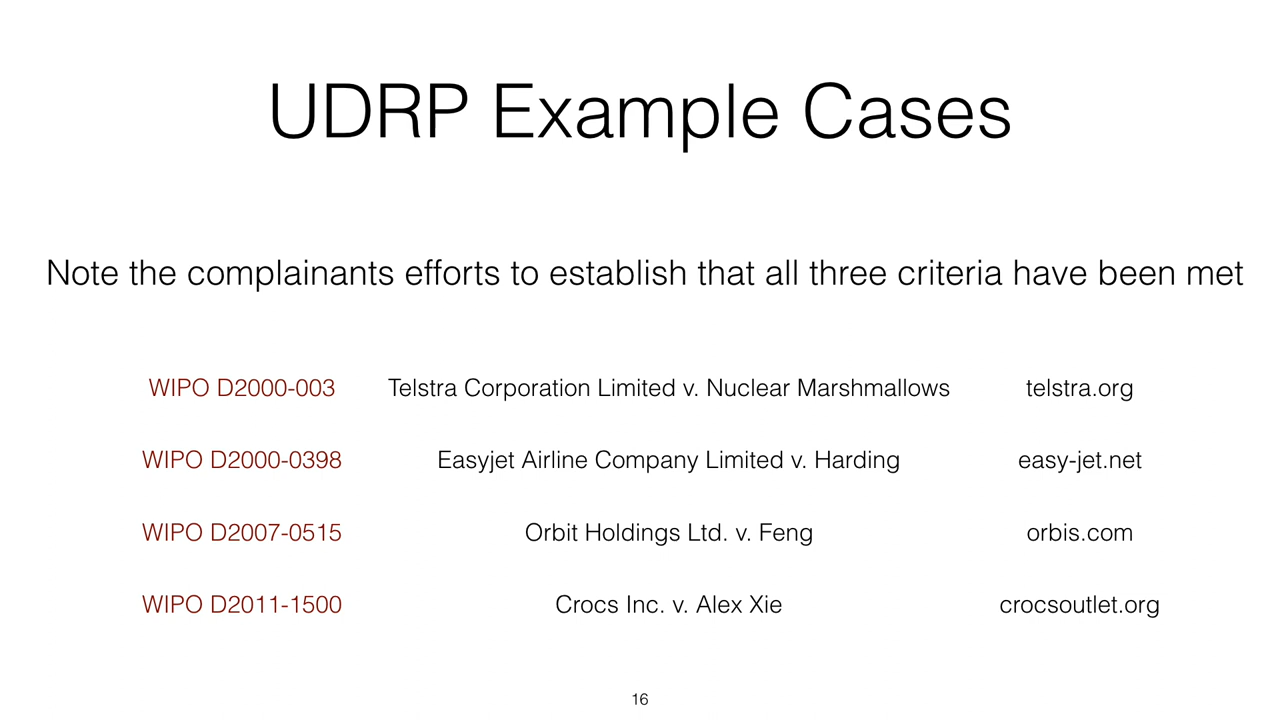 UDRP Example Cases
Note the complainants efforts to establish that all three criteria have been met
WIPO D2000-003 Telstra Corporation Limited v. Nuclear Marshmallows telstra.org
WIPO D2000-0398 Easyjet Airline Company Limited v. Harding easy-jet.net
WIPO D2007-0515 Orbit Holdings Ltd. v. Feng orbis.com
WIPO D2011-1500 Crocs Inc. v. Alex Xie crocsoutlet.org
16